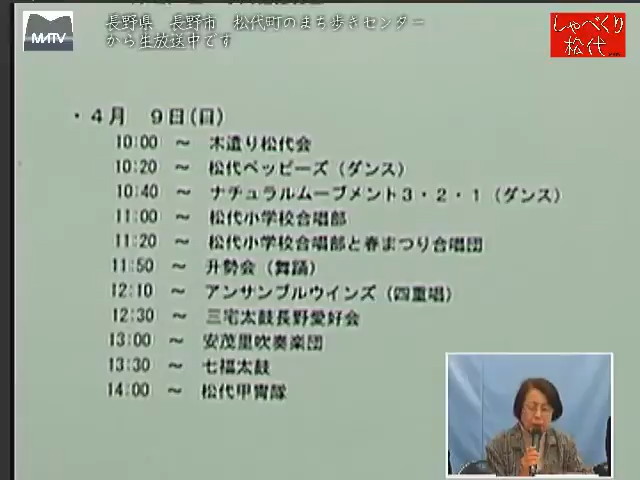 MATV
長野県　長野市　松代町のまち歩きセンター
から生放送中です
しゃべくり
松代
・4月　9日(日)
10:00　～　木遣り松代会
10:20　～　松代ペッピーズ（ダンス）
10:40　～　ナチュラルムーブメント3・2・1（ダンス）
11:00　～　松代小学校合唱部
11:20　～　松代小学校合唱部と春まつり合唱団
11:50　～　升勢会（舞踊）
12:10　～　アンサンブルウインズ（四重唱）
12:30　～　三宅太鼓長野愛好会
13:00　～　安茂里吹奏楽団
13:30　～　七福太鼓
14:00　～　松代甲冑隊